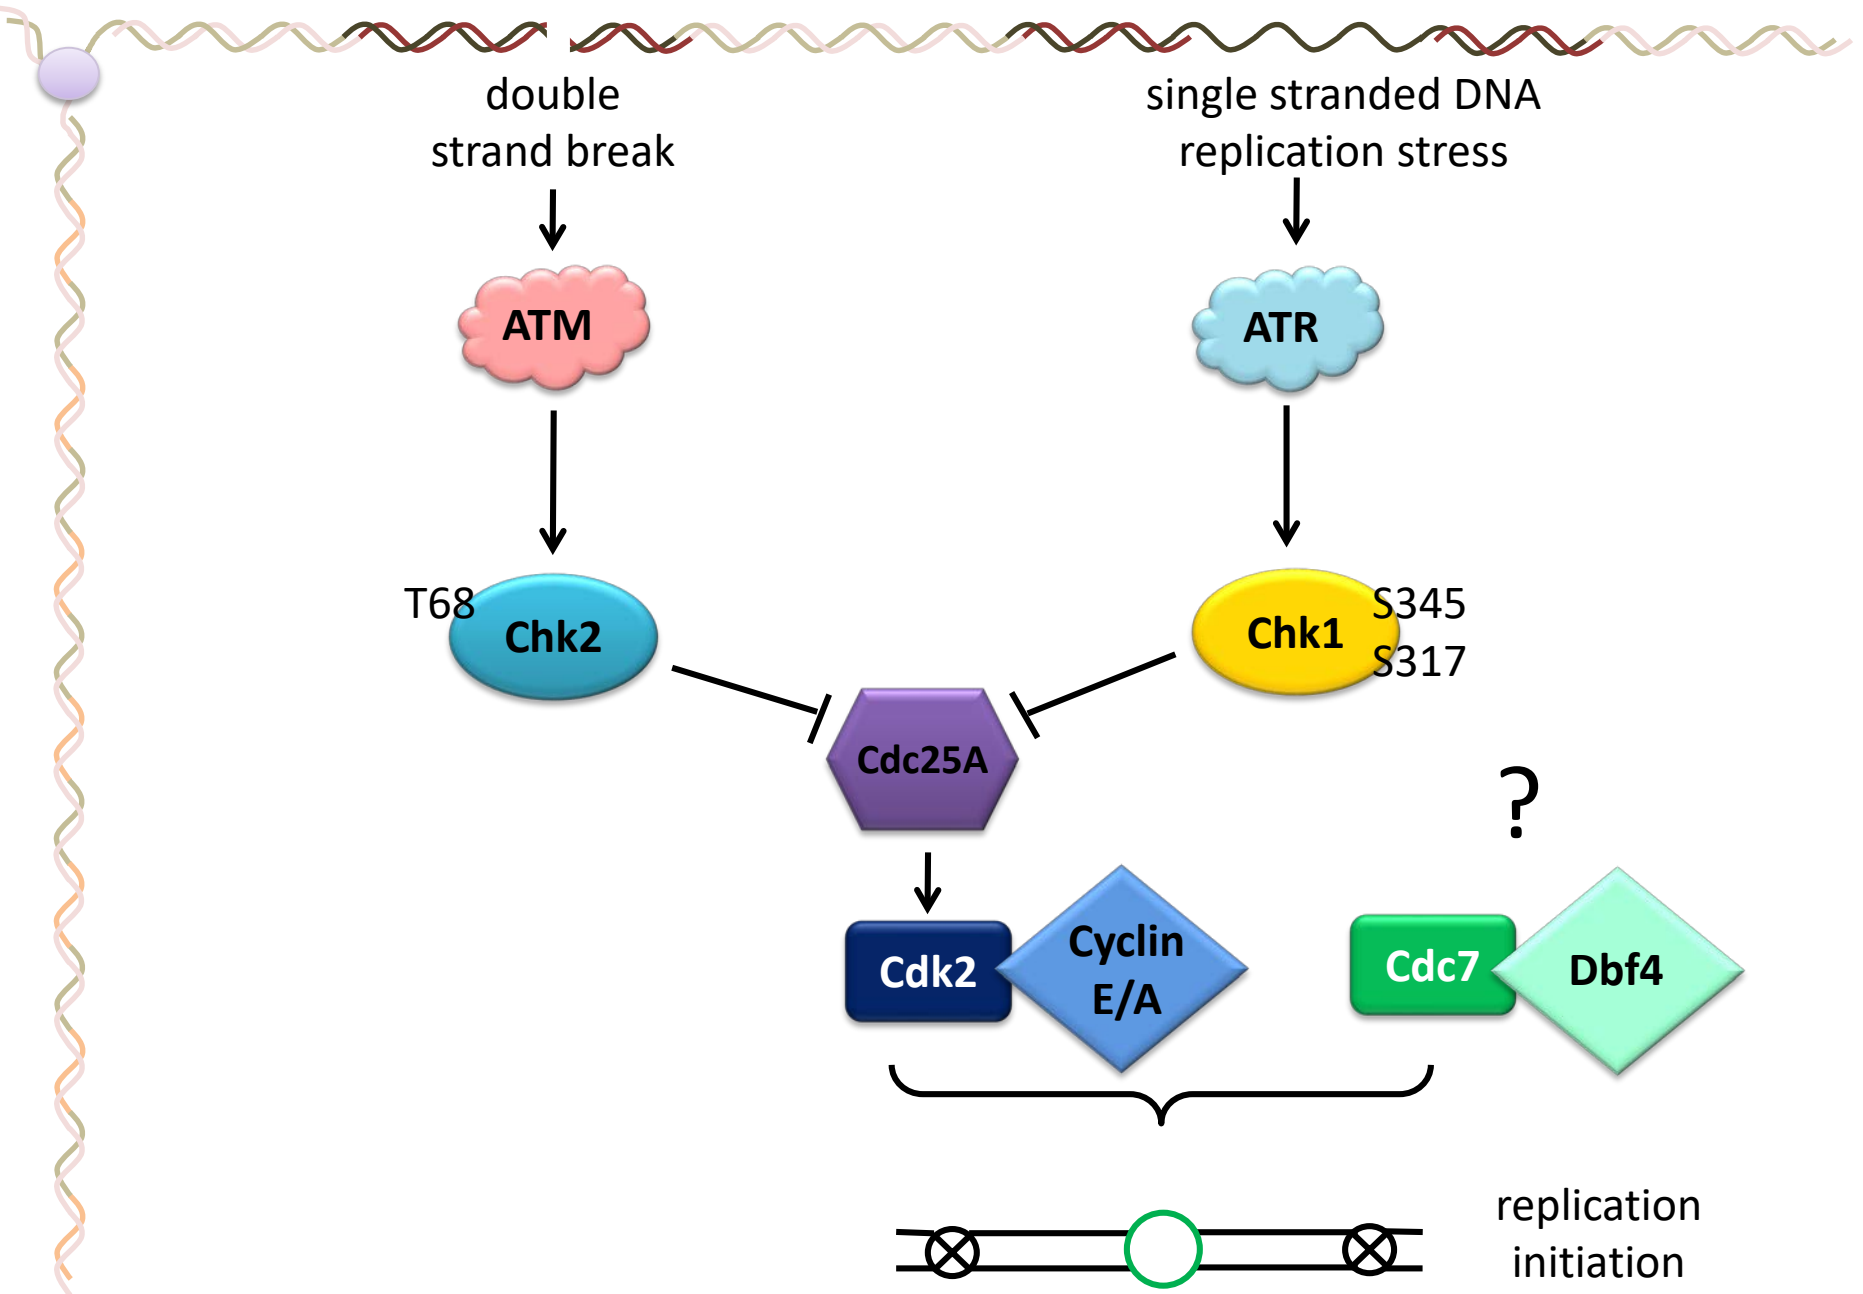 double
strand break
single stranded DNA
replication stress
ATM
ATR
T68
Chk2
Chk1
S345
S317
Cdc25A
?
Cdk2
Cyclin
E/A
Cdc7
Dbf4
replication
initiation